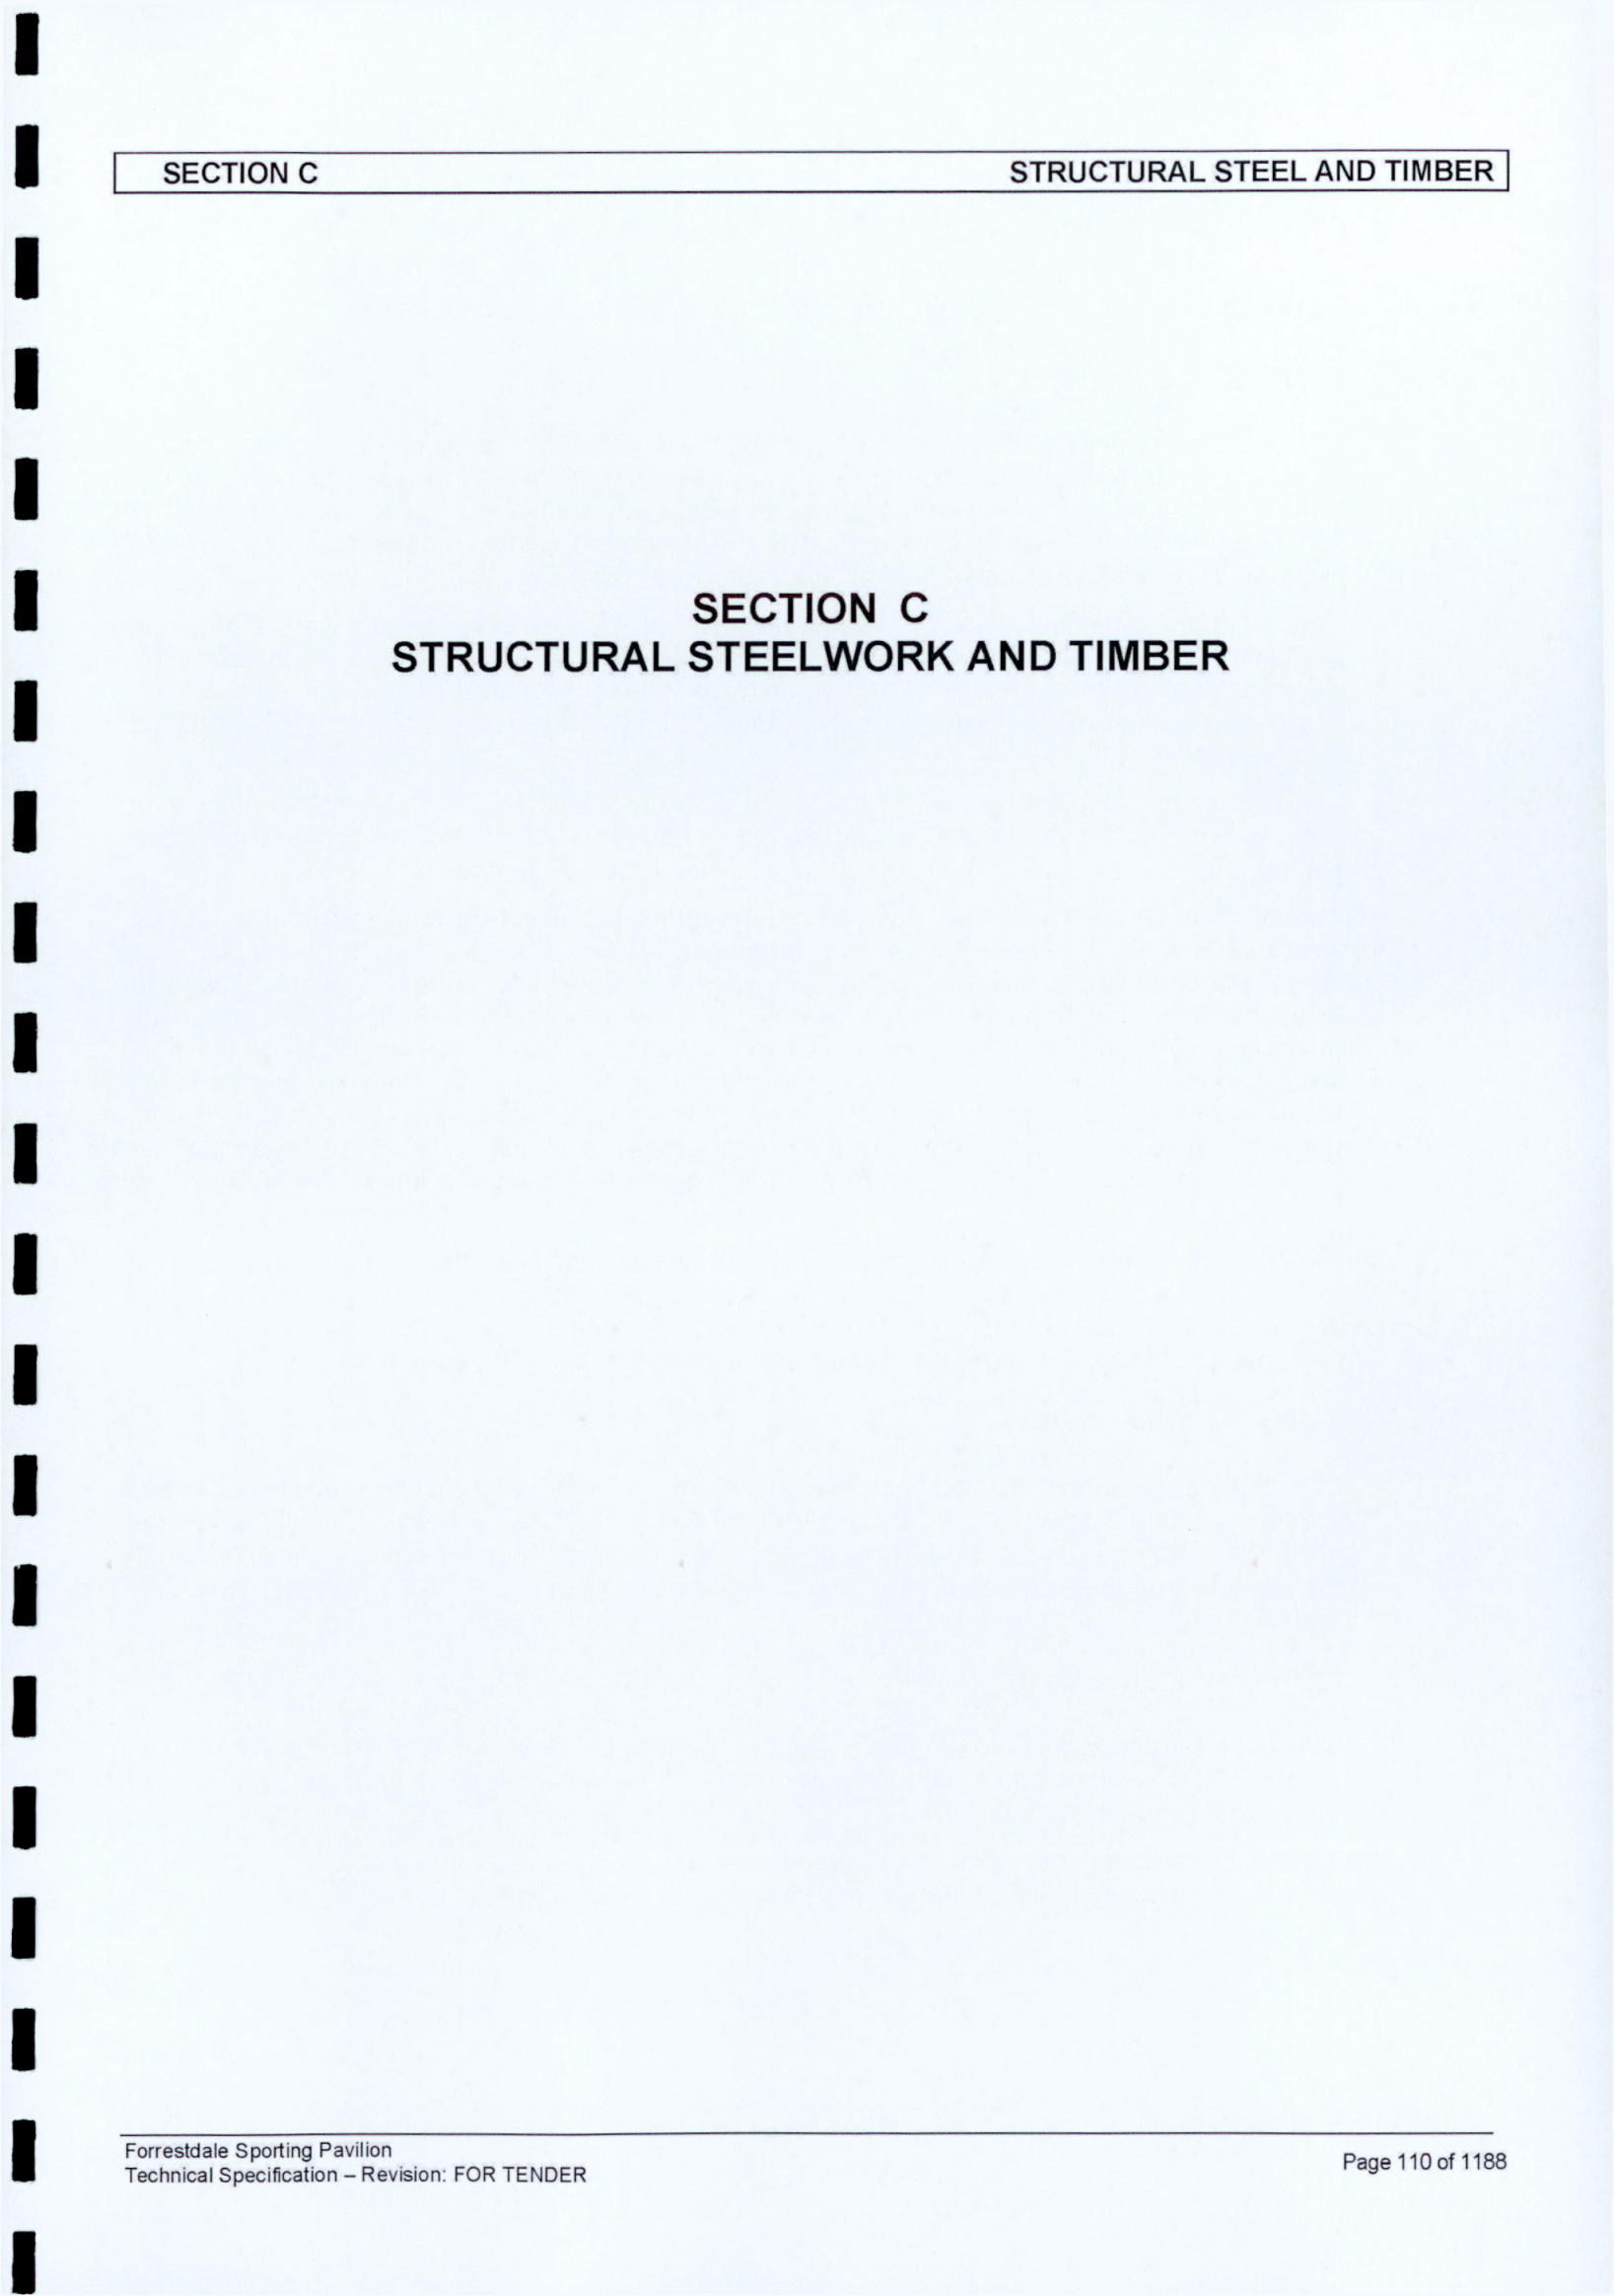 SECTION C
STRUCTURAL STEEL AND TIMBER
SECTION C
STRUCTURAL STEELWORK AND TIMBER
Forrestdale Sporting Pavilion
Technical Specification – Revision: FOR TENDER
Page 110 of 1188